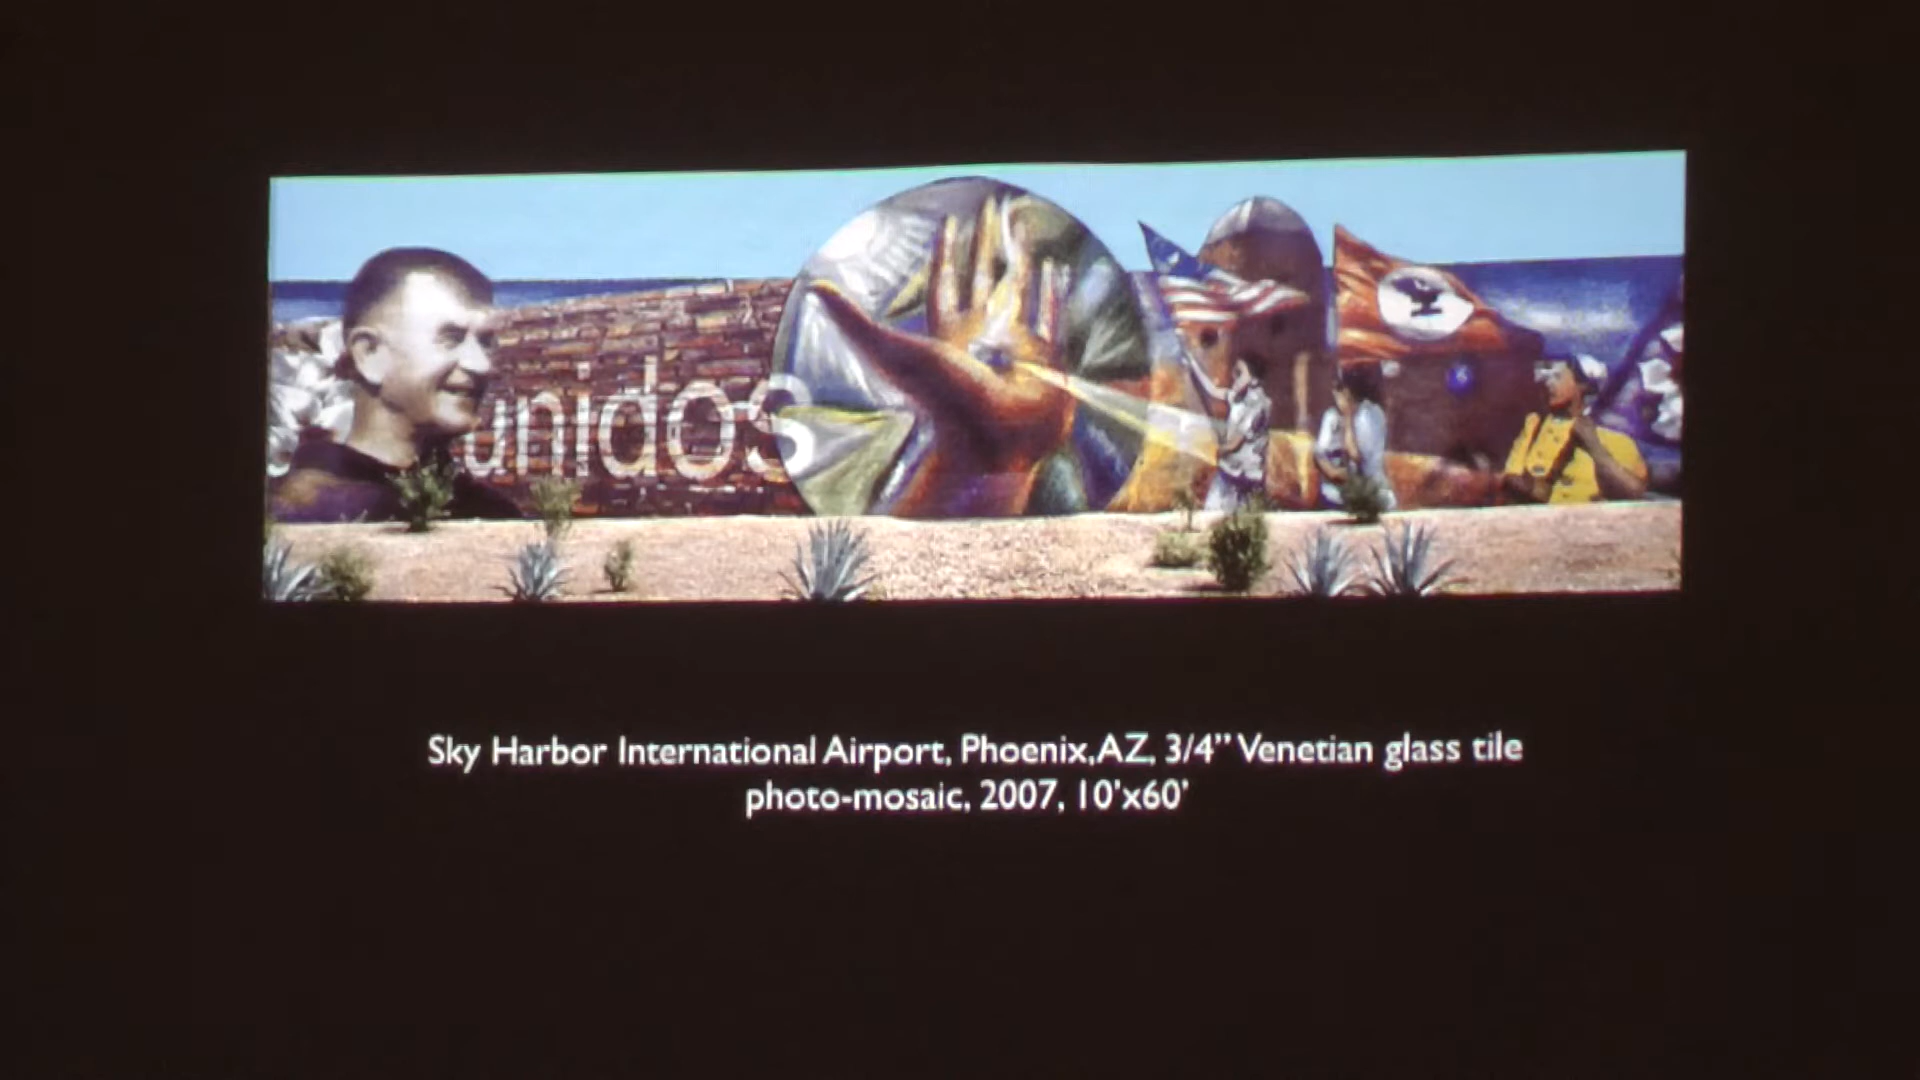 unidos
Sky Harbor International Airport, Phoenix, AZ, 3/4” Venetian glass tile
photo-mosaic, 2007, 10'x60'